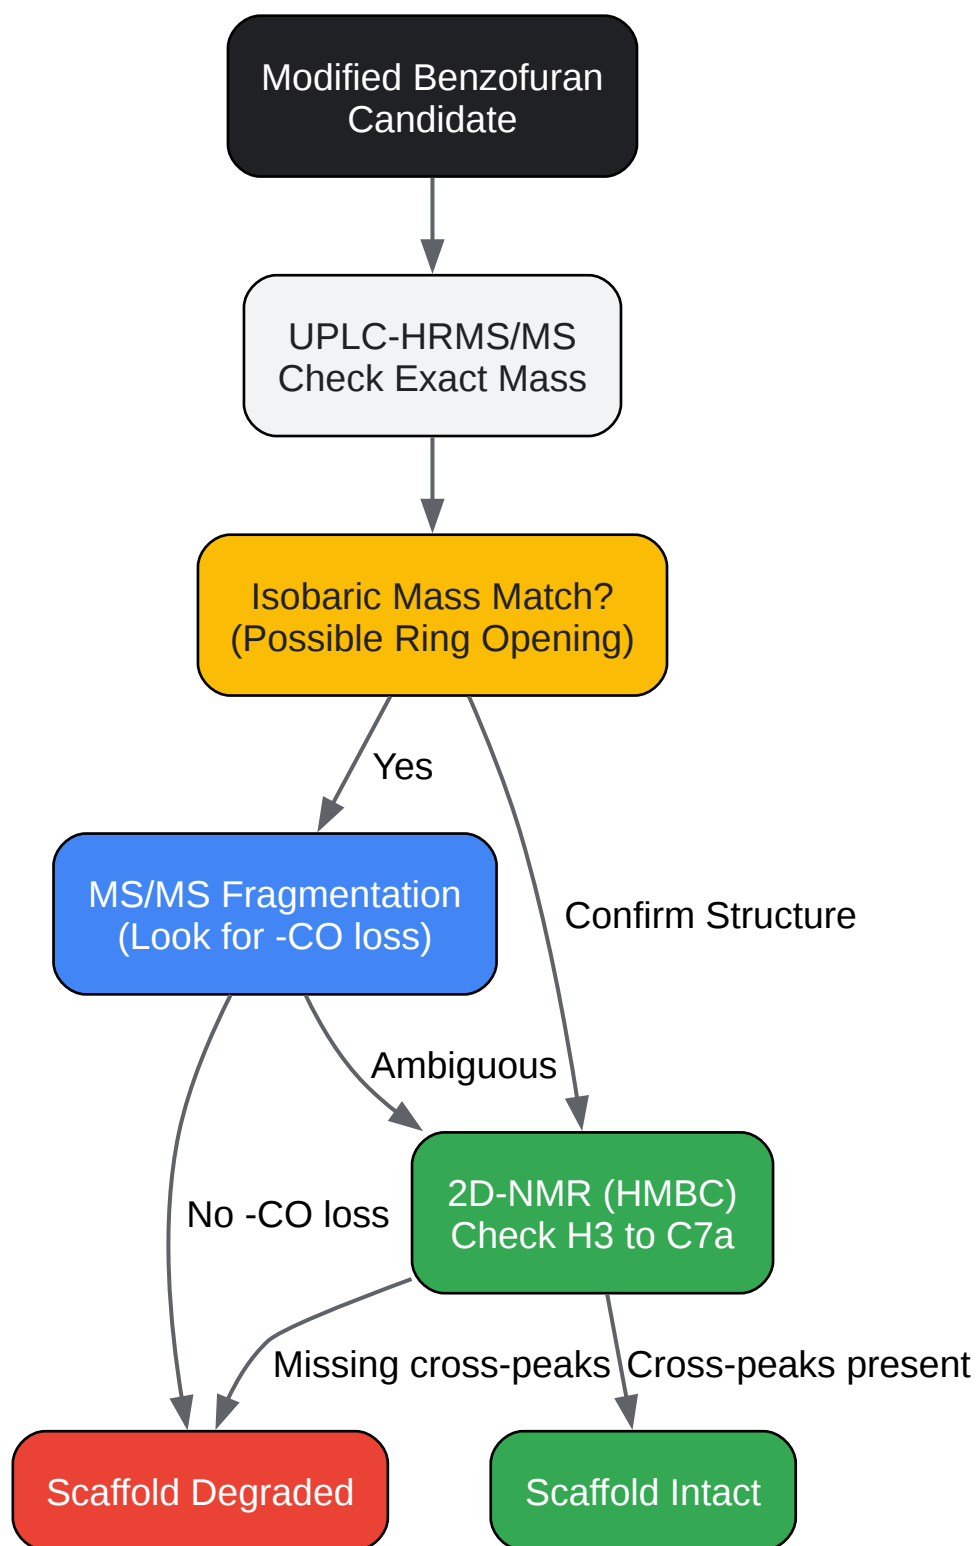 Modified Benzofuran
Candidate
UPLC-HRMS/MS
Check Exact Mass
Isobaric Mass Match?
(Possible Ring Opening)
Yes
MS/MS Fragmentation
(Look for -CO loss)
Confirm Structure
Ambiguous
2D-NMR (HMBC)
Check H3 to C7a
No -CO loss
Missing cross-peaks
Cross-peaks present
Scaffold Degraded
Scaffold Intact